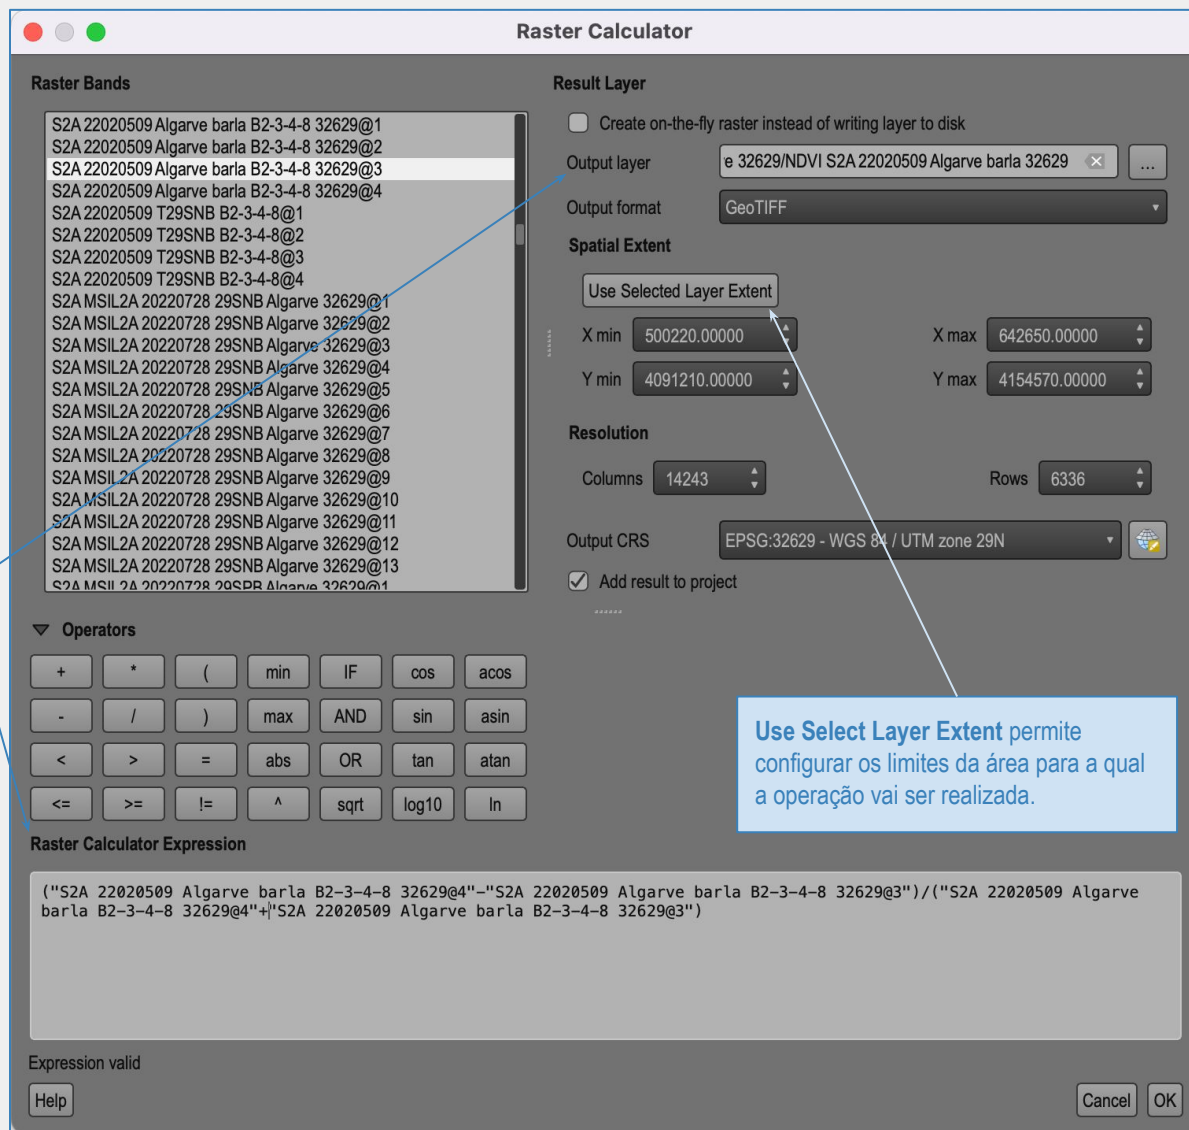 Raster Calculator
Raster Bands
S2A 22020509 Algarve barla B2-3-4-8 32629@1
S2A 22020509 Algarve barla B2-3-4-8 32629@2
S2A 22020509 Algarve barla B2-3-4-8 32629@3
S2A 22020509 Algarve barla B2-3-4-8 32629@4
S2A 22020509 T29SNB B2-3-4-8@1
S2A 22020509 T29SNB B2-3-4-8@2
S2A 22020509 T29SNB B2-3-4-8@3
S2A 22020509 T29SNB B2-3-4-8@4
S2A MSIL2A 20220728 29SNB Algarve 32629@1
S2A MSIL2A 20220728 29SNB Algarve 32629@2
S2A MSIL2A 20220728 29SNB Algarve 32629@3
S2A MSIL2A 20220728 29SNB Algarve 32629@4
S2A MSIL2A 20220728 29SNB Algarve 32629@5
S2A MSIL2A 20220728 29SNB Algarve 32629@6
S2A MSIL2A 20220728 29SNB Algarve 32629@7
S2A MSIL2A 20220728 29SNB Algarve 32629@8
S2A MSIL2A 20220728 29SNB Algarve 32629@9
S2A MSIL2A 20220728 29SNB Algarve 32629@10
S2A MSIL2A 20220728 29SNB Algarve 32629@11
S2A MSIL2A 20220728 29SNB Algarve 32629@12
S2A MSIL2A 20220728 29SNB Algarve 32629@13
S2A MSIL2A 20220728 29SPB Algarve 32629@1
Result Layer
Create on-the-fly raster instead of writing layer to disk
Output layer e 32629/NDVI S2A 22020509 Algarve barla 32629 ...
Output format GeoTIFF
Spatial Extent
Use Selected Layer Extent
X min 500220.00000 X max 642650.00000
Y min 4091210.00000 Y max 4154570.00000
Resolution
Columns 14243 Rows 6336
Output CRS EPSG:32629 - WGS 84 / UTM zone 29N
Add result to project
Operators
+ * ( min IF cos acos
- / ) max AND sin asin
< > = abs OR tan atan
<= >= != ^ sqrt log10 ln
Use Select Layer Extent permite
configurar os limites da área para a qual
a operação vai ser realizada.
Raster Calculator Expression
("S2A 22020509 Algarve barla B2-3-4-8 32629@4"-"S2A 22020509 Algarve barla B2-3-4-8 32629@3")/("S2A 22020509 Algarve
barla B2-3-4-8 32629@4"+"S2A 22020509 Algarve barla B2-3-4-8 32629@3")
Expression valid
Help Cancel OK